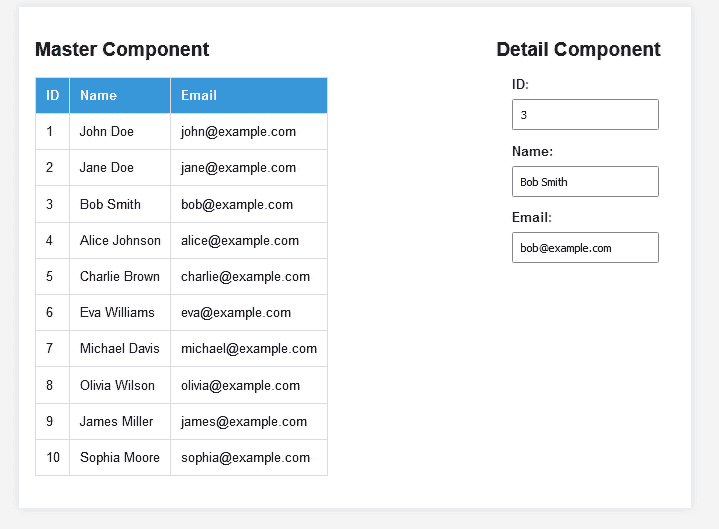 Master Component
ID Name Email
1 John Doe john@example.com
2 Jane Doe jane@example.com
3 Bob Smith bob@example.com
4 Alice Johnson alice@example.com
5 Charlie Brown charlie@example.com
6 Eva Williams eva@example.com
7 Michael Davis michael@example.com
8 Olivia Wilson olivia@example.com
9 James Miller james@example.com
10 Sophia Moore sophia@example.com
Detail Component
ID:
3
Name:
Bob Smith
Email:
bob@example.com